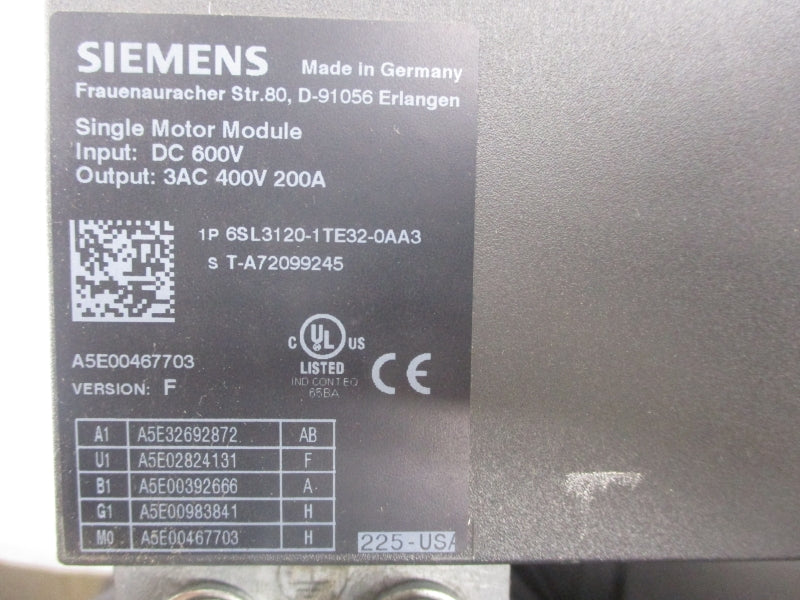 SIEMENS Made in Germany
Frauenauracher Str.80, D-91056 Erlangen
Single Motor Module
Input: DC 600V
Output: 3AC 400V 200A
1P 6SL3120-1TE32-0AA3
S T-A72099245
C UL US
LISTED
IND CONT EQ
65BA
CE
A5E00467703
VERSION: F
A1 A5E32692872 AB
U1 A5E02824131 F
B1 A5E00392666 A
G1 A5E00983841 H
M0 A5E00467703 H
225-USA